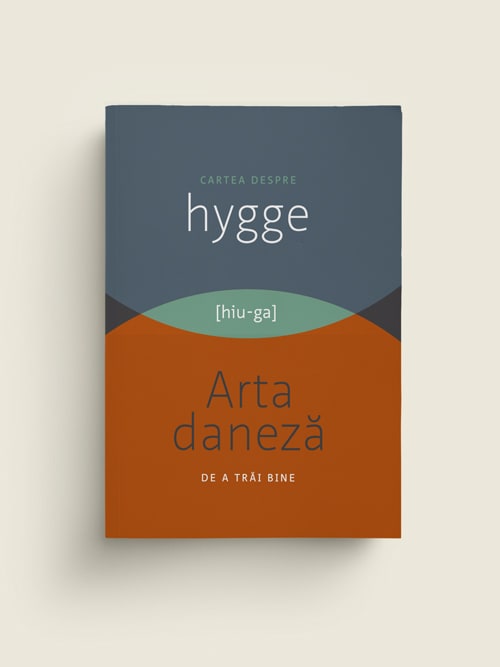 CARTEA DESPRE
hygge
[hiu-ga]
Arta
daneză
DE A TRĂI BINE